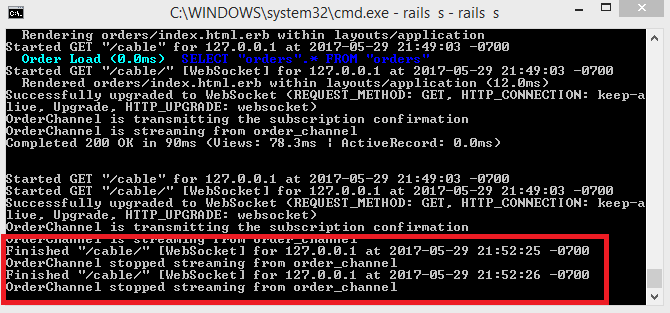 C:\WINDOWS\system32\cmd.exe - rails s - rails s
Rendering orders/index.html.erb within layouts/application
Started GET "/cable" for 127.0.0.1 at 2017-05-29 21:49:03 -0700
Order Load (0.0ms) SELECT "orders".* FROM "orders"
Started GET "/cable/" [WebSocket] for 127.0.0.1 at 2017-05-29 21:49:03 -0700
Rendered orders/index.html.erb within layouts/application (12.0ms)
Successfully upgraded to WebSocket (REQUEST_METHOD: GET, HTTP_CONNECTION: keep-a
live, Upgrade, HTTP_UPGRADE: websocket)
OrderChannel is transmitting the subscription confirmation
OrderChannel is streaming from order_channel
Completed 200 OK in 90ms (Views: 78.3ms | ActiveRecord: 0.0ms)
Started GET "/cable" for 127.0.0.1 at 2017-05-29 21:49:03 -0700
Started GET "/cable/" [WebSocket] for 127.0.0.1 at 2017-05-29 21:49:03 -0700
Successfully upgraded to WebSocket (REQUEST_METHOD: GET, HTTP_CONNECTION: keep-a
live, Upgrade, HTTP_UPGRADE: websocket)
OrderChannel is transmitting the subscription confirmation
OrderChannel is streaming from order_channel
Finished "/cable/" [WebSocket] for 127.0.0.1 at 2017-05-29 21:52:25 -0700
OrderChannel stopped streaming from order_channel
Finished "/cable/" [WebSocket] for 127.0.0.1 at 2017-05-29 21:52:26 -0700
OrderChannel stopped streaming from order_channel